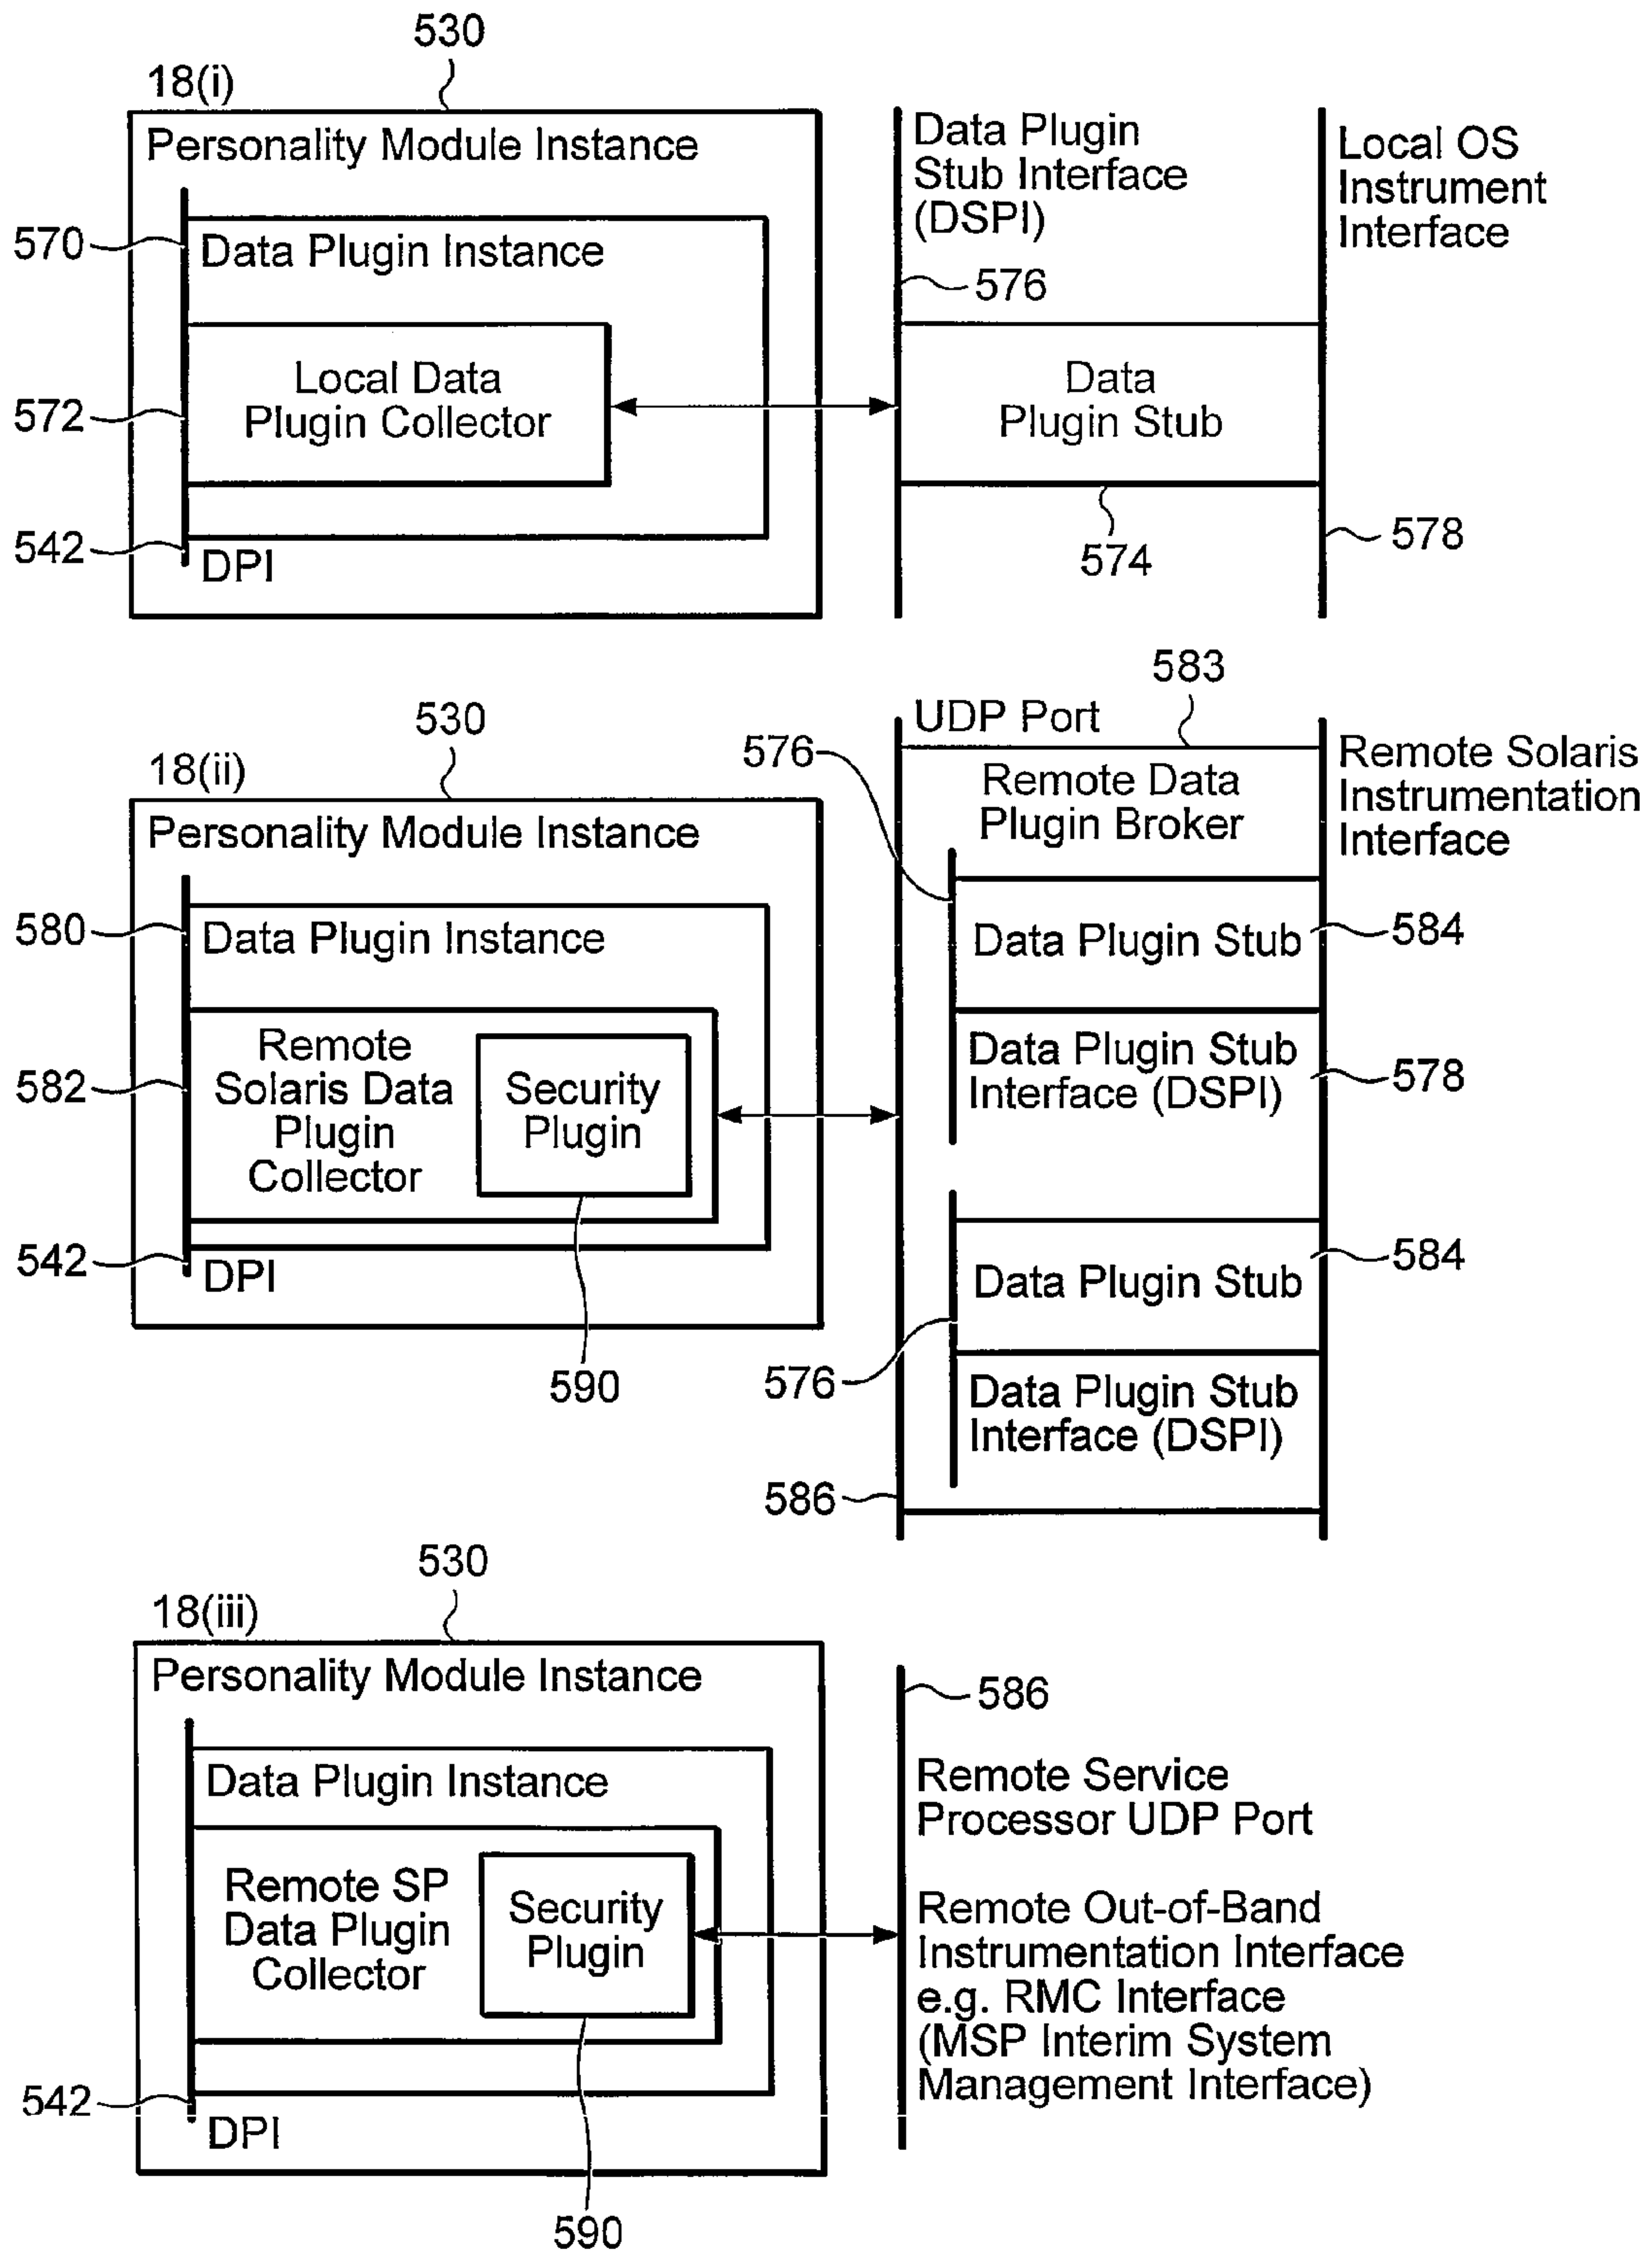 530
18(i)
Personality Module Instance
570
Data Plugin Instance
572
Local Data
Plugin Collector
542
DPI
Data Plugin
Stub Interface
(DSPI)
576
Data
Plugin Stub
574
Local OS
Instrument
Interface
578
530
18(ii)
Personality Module Instance
580
Data Plugin Instance
582
Remote
Solaris Data
Plugin
Collector
Security
Plugin
542
DPI
590
583
UDP Port
576
Remote Data
Plugin Broker
Remote Solaris
Instrumentation
Interface
Data Plugin Stub
584
Data Plugin Stub
Interface (DSPI)
578
Data Plugin Stub
584
576
Data Plugin Stub
Interface (DSPI)
586
530
18(iii)
Personality Module Instance
Data Plugin Instance
Remote SP
Data Plugin
Collector
Security
Plugin
542
DPI
590
586
Remote Service
Processor UDP Port
Remote Out-of-Band
Instrumentation Interface
e.g. RMC Interface
(MSP Interim System
Management Interface)